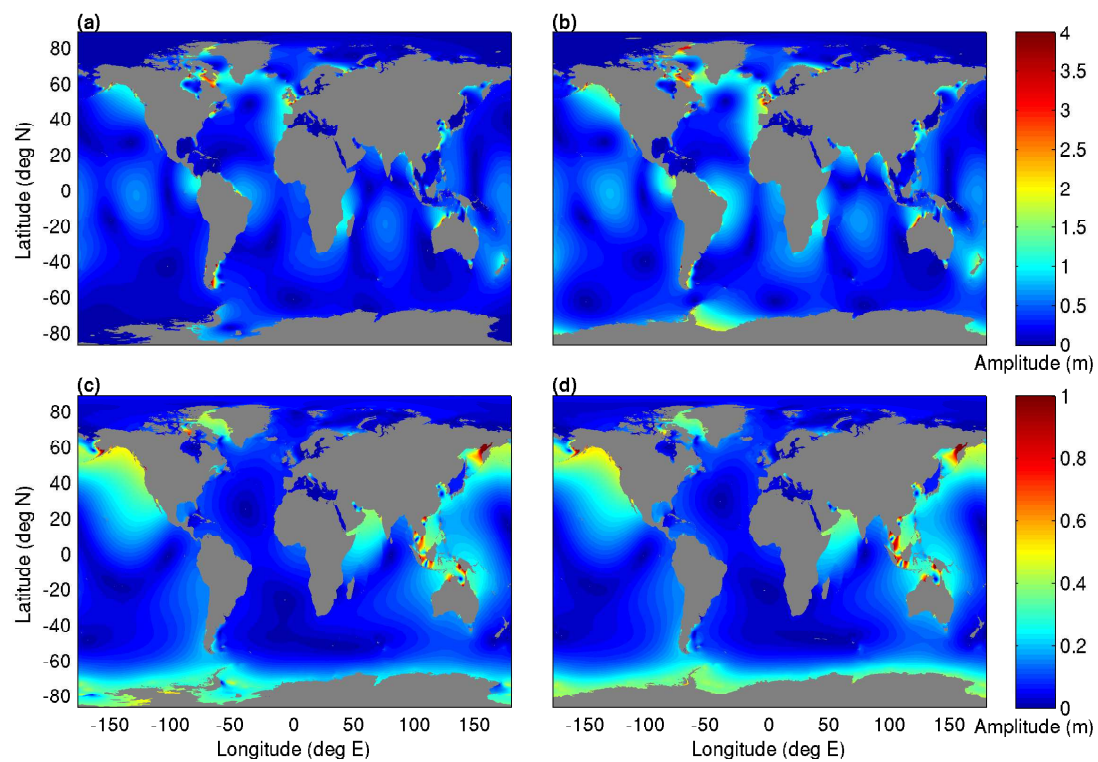 (a) (b)
80 4
60 3.5
40 3
20 2.5
0 2
-20 1.5
-40 1
-60 0.5
-80 0
Latitude (deg N)
Amplitude (m)
(c) (d)
80 1
60 0.8
40
20 0.6
0
-20 0.4
-40
-60 0.2
-80 0
Latitude (deg N)
Amplitude (m)
-150 -100 -50 0 50 100 150 -150 -100 -50 0 50 100 150
Longitude (deg E) Longitude (deg E)